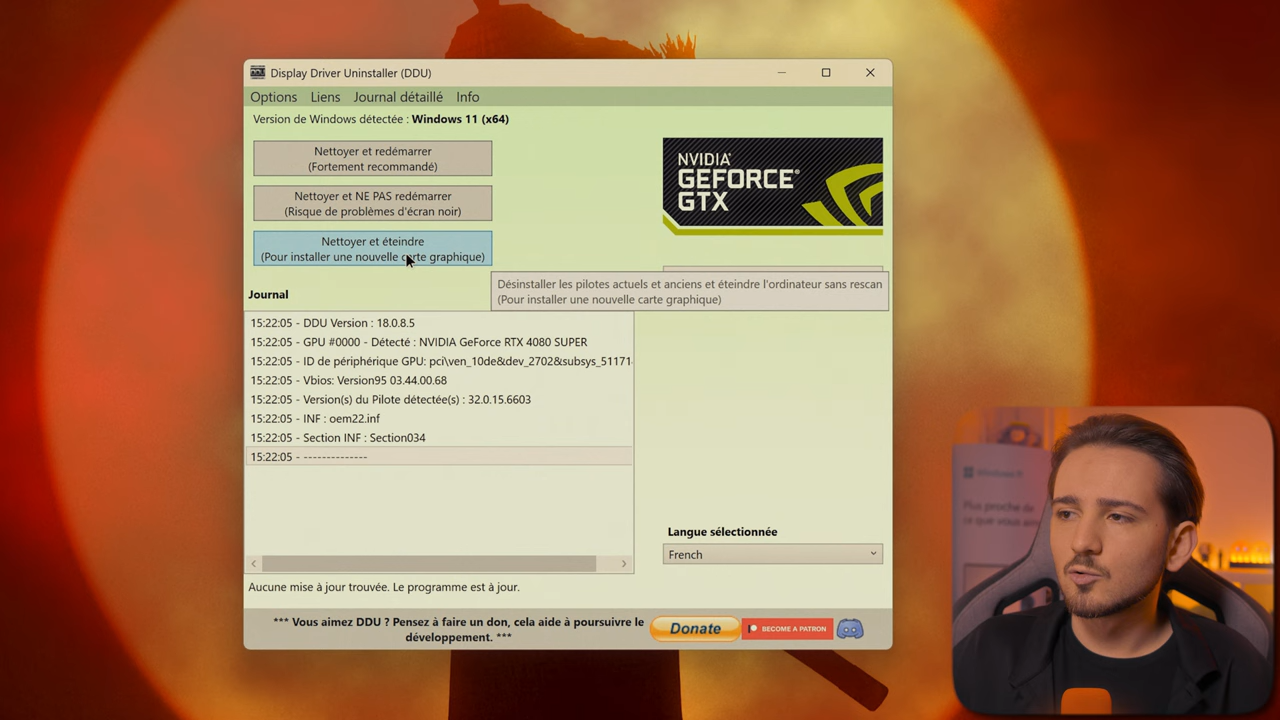 Display Driver Uninstaller (DDU)
Options Liens Journal détaillé Info
Version de Windows détectée : Windows 11 (x64)
Nettoyer et redémarrer
(Fortement recommandé)
Nettoyer et NE PAS redémarrer
(Risque de problèmes d'écran noir)
Nettoyer et éteindre
(Pour installer une nouvelle carte graphique)
NVIDIA
GEFORCE®
GTX
Désinstaller les pilotes actuels et anciens et éteindre l'ordinateur sans rescan
(Pour installer une nouvelle carte graphique)
Journal
15:22:05 - DDU Version : 18.0.8.5
15:22:05 - GPU #0000 - Détecté : NVIDIA GeForce RTX 4080 SUPER
15:22:05 - ID de périphérique GPU: pci\ven_10de&dev_2702&subsys_51171
15:22:05 - Vbios: Version95 03.44.00.68
15:22:05 - Version(s) du Pilote détectée(s) : 32.0.15.6603
15:22:05 - INF : oem22.inf
15:22:05 - Section INF : Section034
15:22:05 - --------------
Langue sélectionnée
French
Aucune mise à jour trouvée. Le programme est à jour.
*** Vous aimez DDU ? Pensez à faire un don, cela aide à poursuivre le
développement. ***
Donate
BECOME A PATRON
Windows 11
Plus proche de